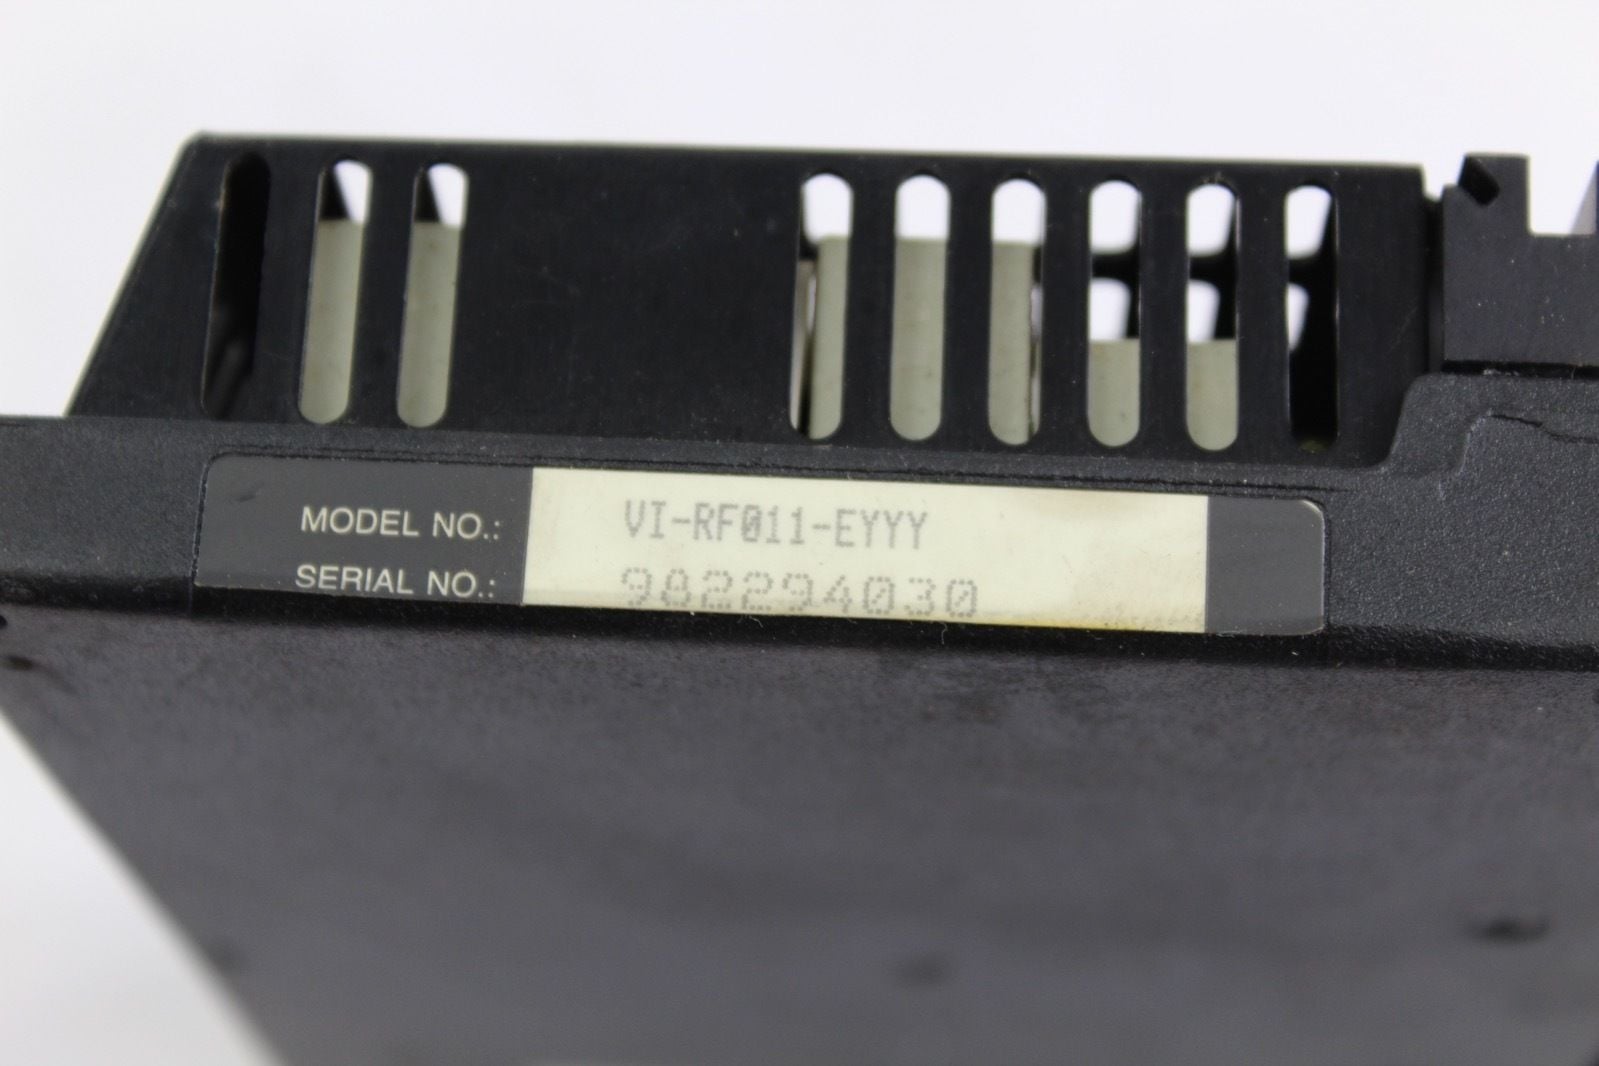 MODEL NO.: VI-RF011-EYYY
SERIAL NO.: 982294030